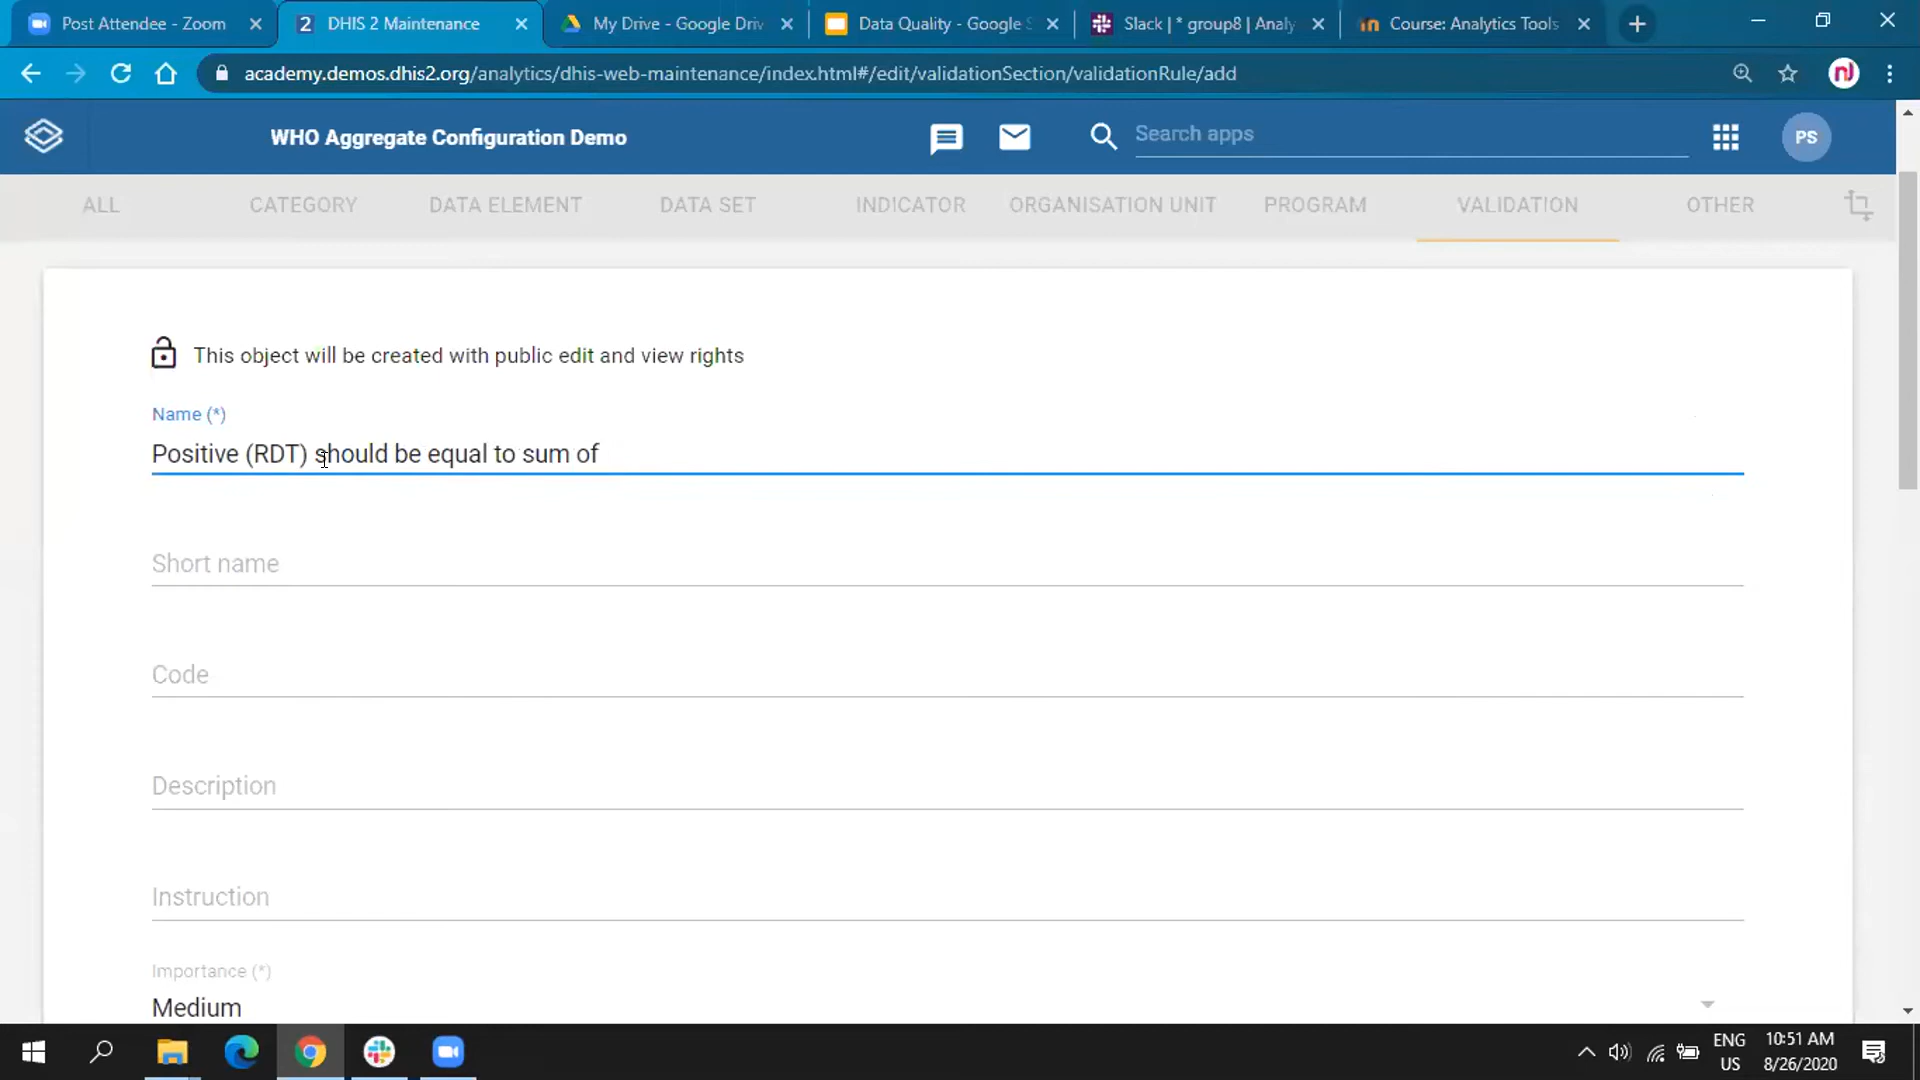 Post Attendee - Zoom
2 DHIS 2 Maintenance
My Drive - Google Driv
Data Quality - Google S
Slack | * group8 | Analy
Course: Analytics Tools
academy.demos.dhis2.org/analytics/dhis-web-maintenance/index.html#/edit/validationSection/validationRule/add
WHO Aggregate Configuration Demo
Search apps
PS
ALL
CATEGORY
DATA ELEMENT
DATA SET
INDICATOR
ORGANISATION UNIT
PROGRAM
VALIDATION
OTHER
This object will be created with public edit and view rights
Name (*)
Positive (RDT) should be equal to sum of
Short name
Code
Description
Instruction
Importance (*)
Medium
ENG
US
10:51 AM
8/26/2020